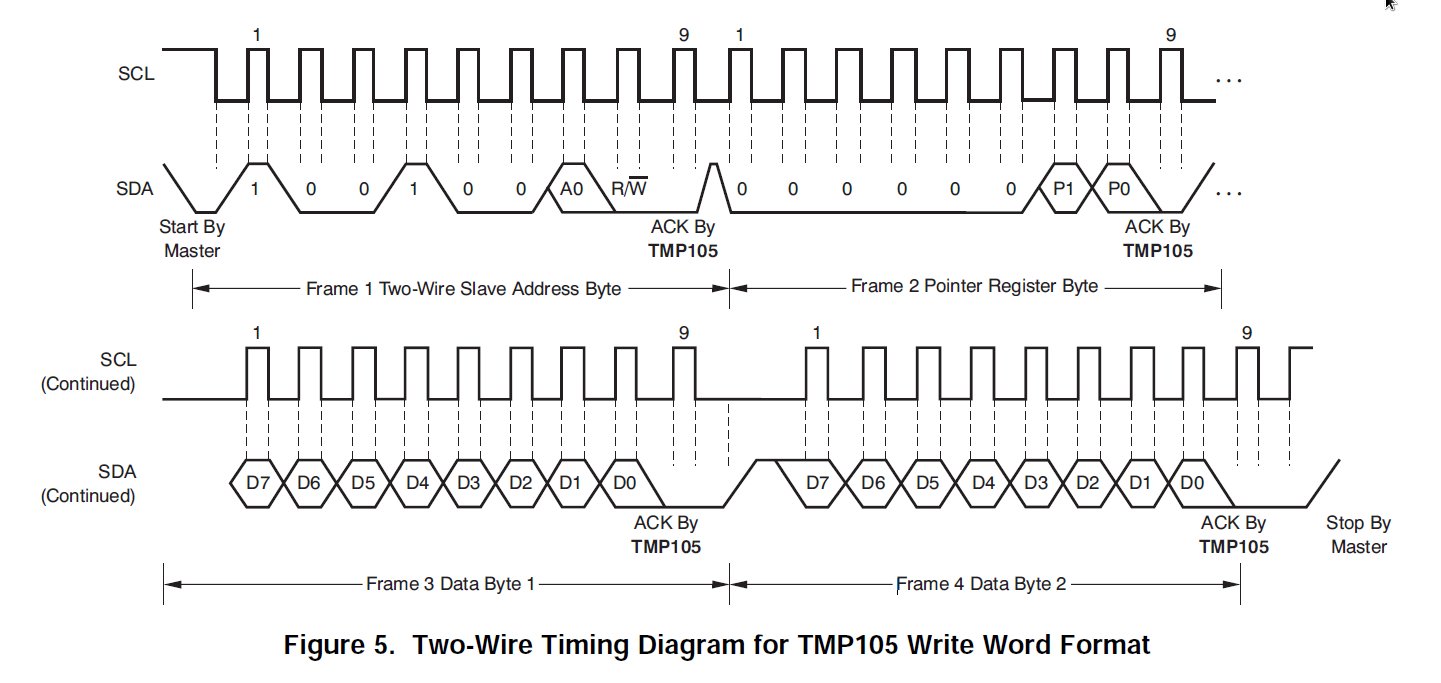 1 9 1 9
SCL ...
SDA 1 0 0 1 0 0 A0 R/W̅ 0 0 0 0 0 0 P1 P0 ...
Start By ACK By ACK By
Master TMP105 TMP105
Frame 1 Two-Wire Slave Address Byte Frame 2 Pointer Register Byte
1 9 1 9
SCL
(Continued)
SDA D7 D6 D5 D4 D3 D2 D1 D0 D7 D6 D5 D4 D3 D2 D1 D0
(Continued)
ACK By ACK By Stop By
TMP105 TMP105 Master
Frame 3 Data Byte 1 Frame 4 Data Byte 2
Figure 5. Two-Wire Timing Diagram for TMP105 Write Word Format